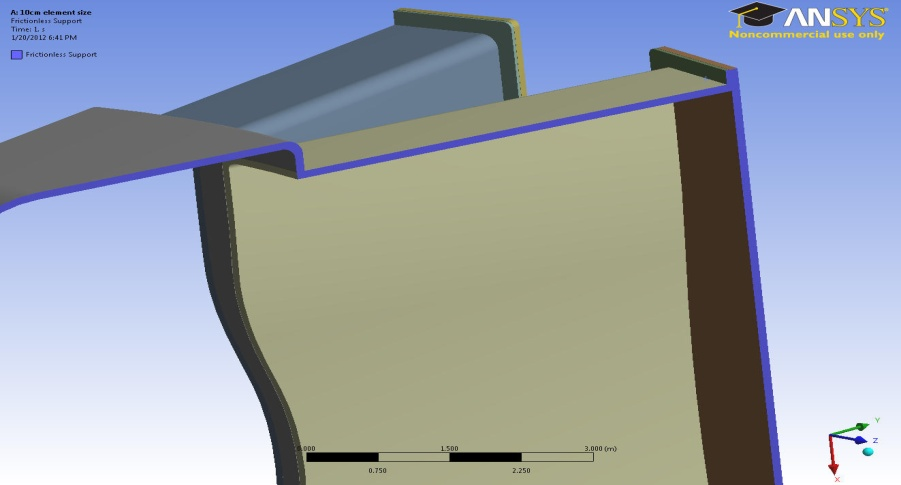 A: 10cm element size
Frictionless Support
Time: 1. s
1/20/2012 6:41 PM
Frictionless Support
ANSYS
Noncommercial use only
0.000 1.500 3.000 (m)
0.750 2.250
Y
Z
X